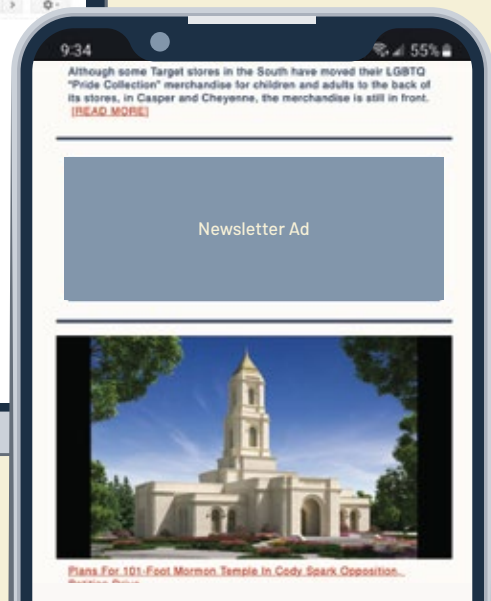 9:34
55%
Although some Target stores in the South have moved their LGBTQ
"Pride Collection" merchandise for children and adults to the back of
its stores, in Casper and Cheyenne, the merchandise is still in front.
[READ MORE]
Newsletter Ad
Plans For 101-Foot Mormon Temple In Cody Spark Opposition,